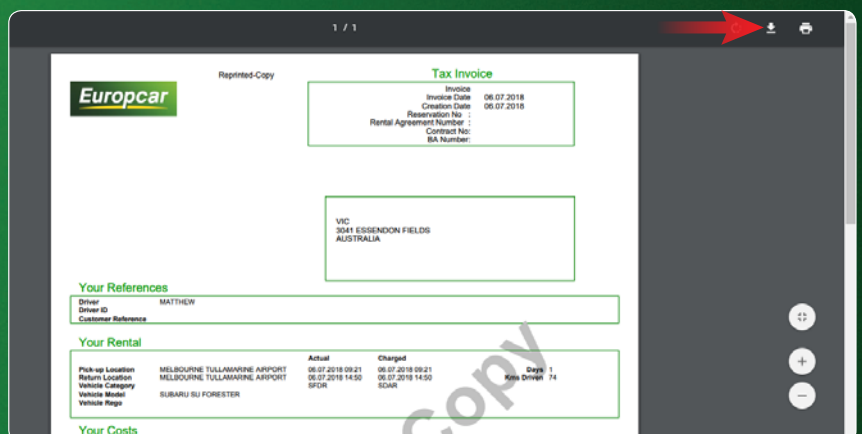 1 / 1
Reprinted-Copy
Tax Invoice
Europcar
Invoice
Invoice Date 06.07.2018
Creation Date 06.07.2018
Reservation No :
Rental Agreement Number :
Contract No:
BA Number:
VIC
3041 ESSENDON FIELDS
AUSTRALIA
Your References
Driver MATTHEW
Driver ID
Customer Reference
Your Rental
Actual Charged
Pick-up Location MELBOURNE TULLAMARINE AIRPORT 06.07.2018 09:21 06.07.2018 09:21 Days 1
Return Location MELBOURNE TULLAMARINE AIRPORT 06.07.2018 14:50 06.07.2018 14:50 Kms Driven 74
Vehicle Category SFDR SDAR
Vehicle Model SUBARU SU FORESTER
Vehicle Rego
Copy
Your Costs